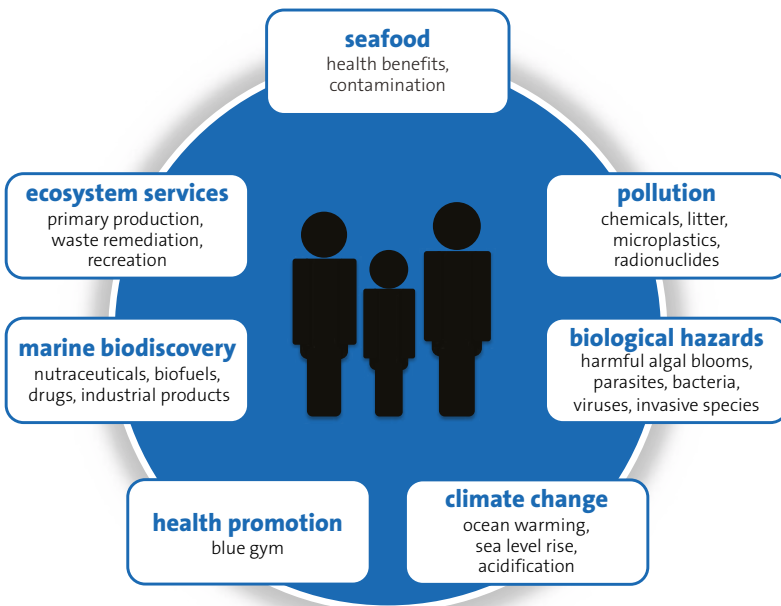 seafood
health benefits,
contamination
ecosystem services
primary production,
waste remediation,
recreation
pollution
chemicals, litter,
microplastics,
radionuclides
marine biodiscovery
nutraceuticals, biofuels,
drugs, industrial products
biological hazards
harmful algal blooms,
parasites, bacteria,
viruses, invasive species
health promotion
blue gym
climate change
ocean warming,
sea level rise,
acidification